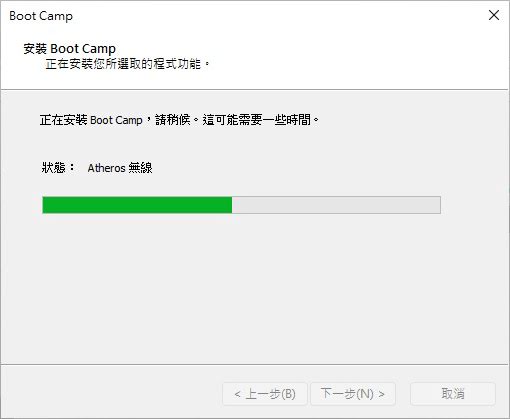 Boot Camp
安裝 Boot Camp
正在安裝您所選取的程式功能。
正在安裝 Boot Camp，請稍候。這可能需要一些時間。
狀態： Atheros 無線
< 上一步(B) 下一步(N) > 取消